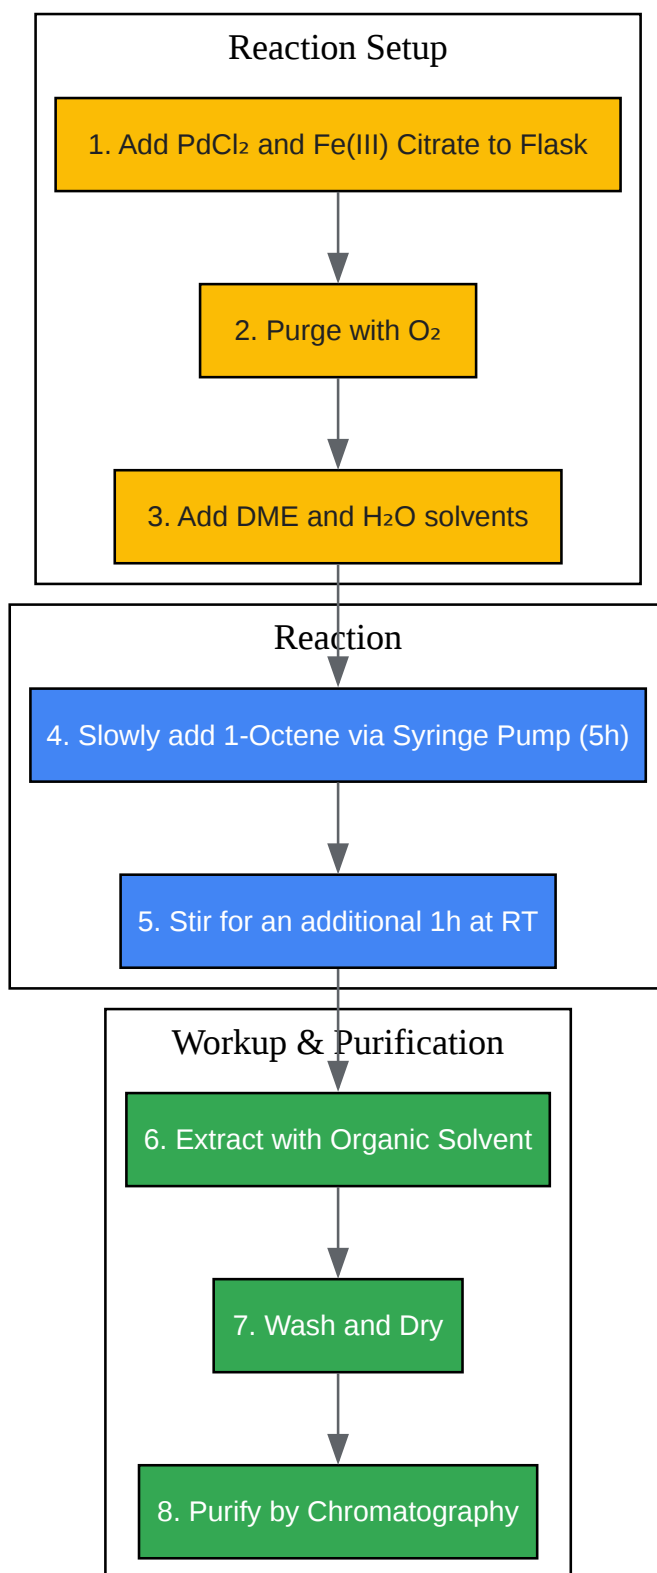 Reaction Setup
1. Add PdCl₂ and Fe(III) Citrate to Flask
2. Purge with O₂
3. Add DME and H₂O solvents
Reaction
4. Slowly add 1-Octene via Syringe Pump (5h)
5. Stir for an additional 1h at RT
Workup & Purification
6. Extract with Organic Solvent
7. Wash and Dry
8. Purify by Chromatography